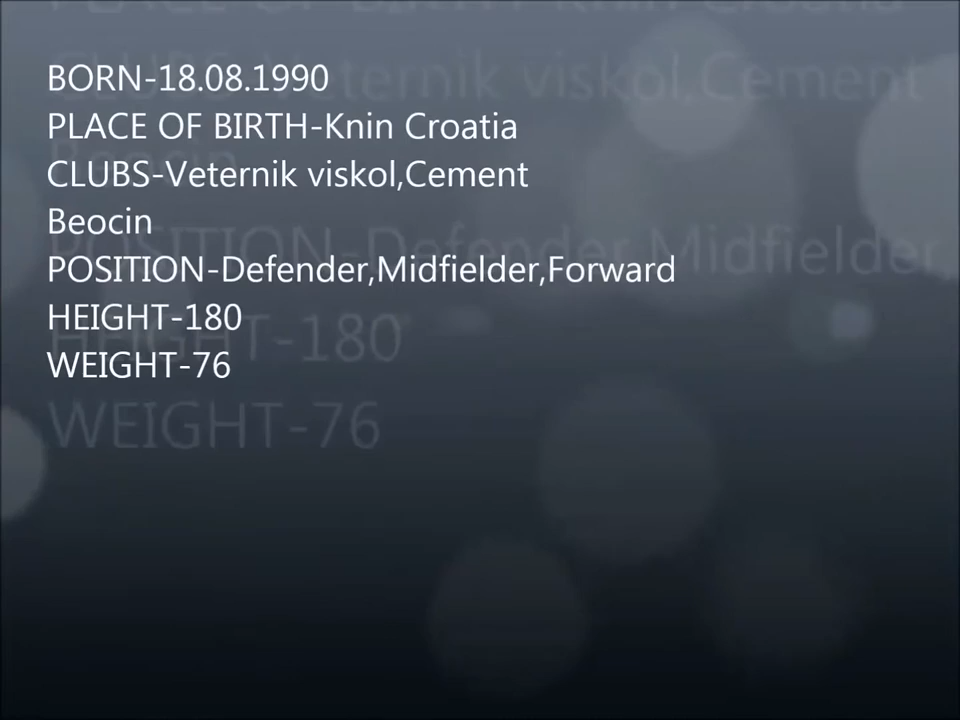 BORN-18.08.1990
PLACE OF BIRTH-Knin Croatia
CLUBS-Veternik viskol,Cement
Beocin
POSITION-Defender,Midfielder,Forward
HEIGHT-180
WEIGHT-76